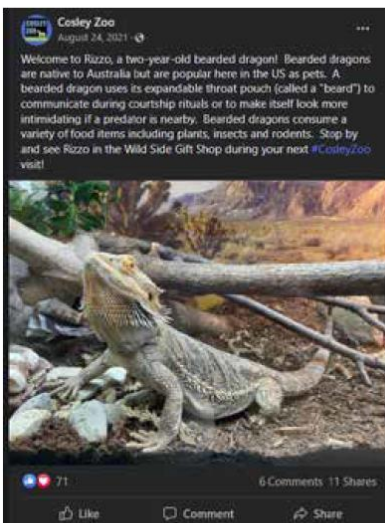 Cosley Zoo
August 24, 2021 ·
Welcome to Rizzo, a two-year-old bearded dragon! Bearded dragons
are native to Australia but are popular here in the US as pets. A
bearded dragon uses its expandable throat pouch (called a "beard") to
communicate during courtship rituals or to make itself look more
intimidating if a predator is nearby. Bearded dragons consume a
variety of food items including plants, insects and rodents. Stop by
and see Rizzo in the Wild Side Gift Shop during your next #CosleyZoo
visit!
71
6 Comments 11 Shares
Like Comment Share